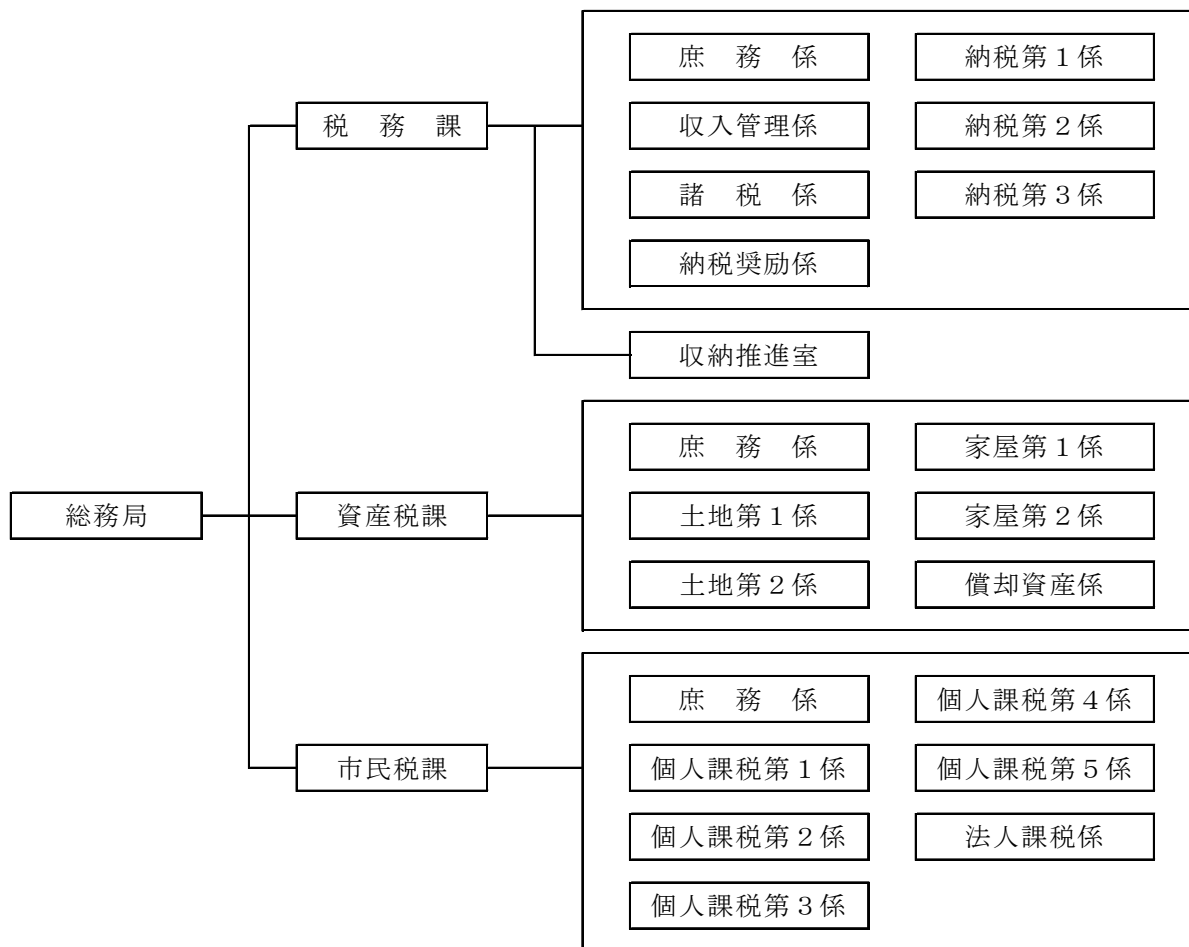 庶　務　係
納税第１係
税　務　課
収入管理係
納税第２係
諸　税　係
納税第３係
納税奨励係
収納推進室
庶　務　係
家屋第１係
総務局
資産税課
土地第１係
家屋第２係
土地第２係
償却資産係
庶　務　係
個人課税第４係
市民税課
個人課税第１係
個人課税第５係
個人課税第２係
法人課税係
個人課税第３係